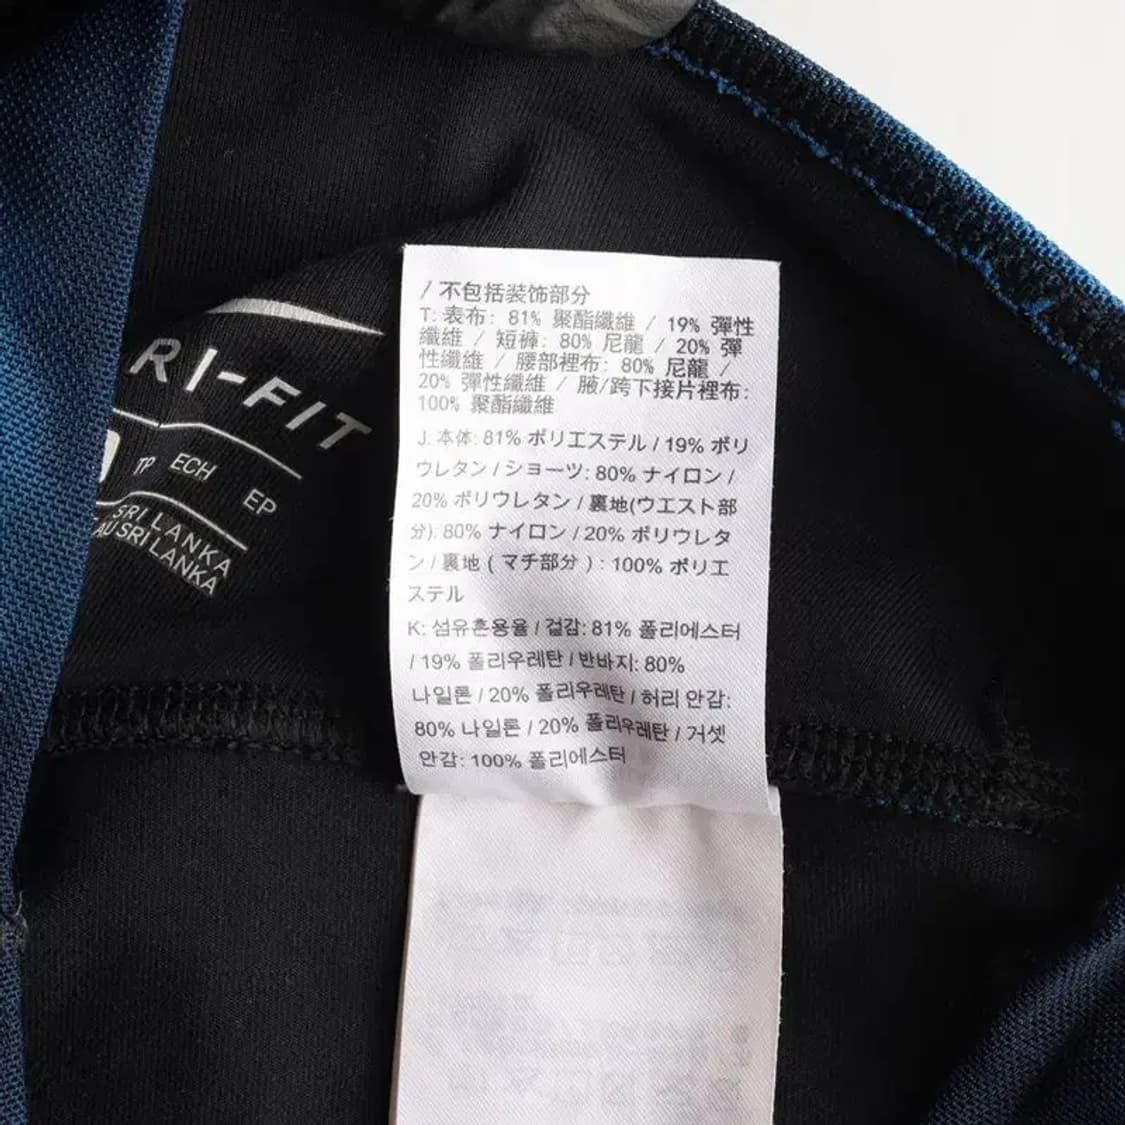 / 不包括装饰部分
T: 表布: 81% 聚酯纖維 / 19% 彈性
纖維 / 短褲: 80% 尼龍 / 20% 彈
性纖維 / 腰部裡布: 80% 尼龍 /
20% 彈性纖維 / 腋/跨下接片裡布:
100% 聚酯纖維
J: 本体: 81% ポリエステル / 19% ポリ
ウレタン / ショーツ: 80% ナイロン /
20% ポリウレタン / 裏地(ウエスト部
分): 80% ナイロン / 20% ポリウレタ
ン / 裏地 ( マチ部分 ) : 100% ポリエ
ステル
K: 섬유혼용율 / 겉감: 81% 폴리에스터
/ 19% 폴리우레탄 / 반바지: 80%
나일론 / 20% 폴리우레탄 / 허리 안감:
80% 나일론 / 20% 폴리우레탄 / 거셋
안감: 100% 폴리에스터
RI-FIT
TP ECH EP
SRI LANKA
AU SRI LANKA